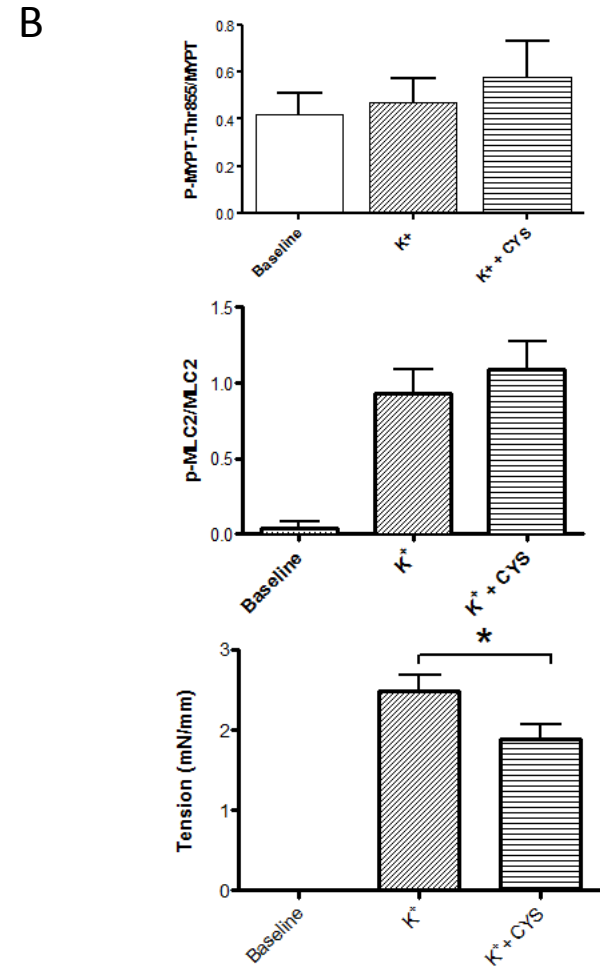 B
P-MYPT-Thr855/MYPT
0.8
0.6
0.4
0.2
0.0
Baseline
K+
K+ + CYS
p-MLC2/MLC2
1.5
1.0
0.5
0.0
Baseline
K⁺
K⁺ + CYS
*
Tension (mN/mm)
3
2
1
0
Baseline
K⁺
K⁺ + CYS